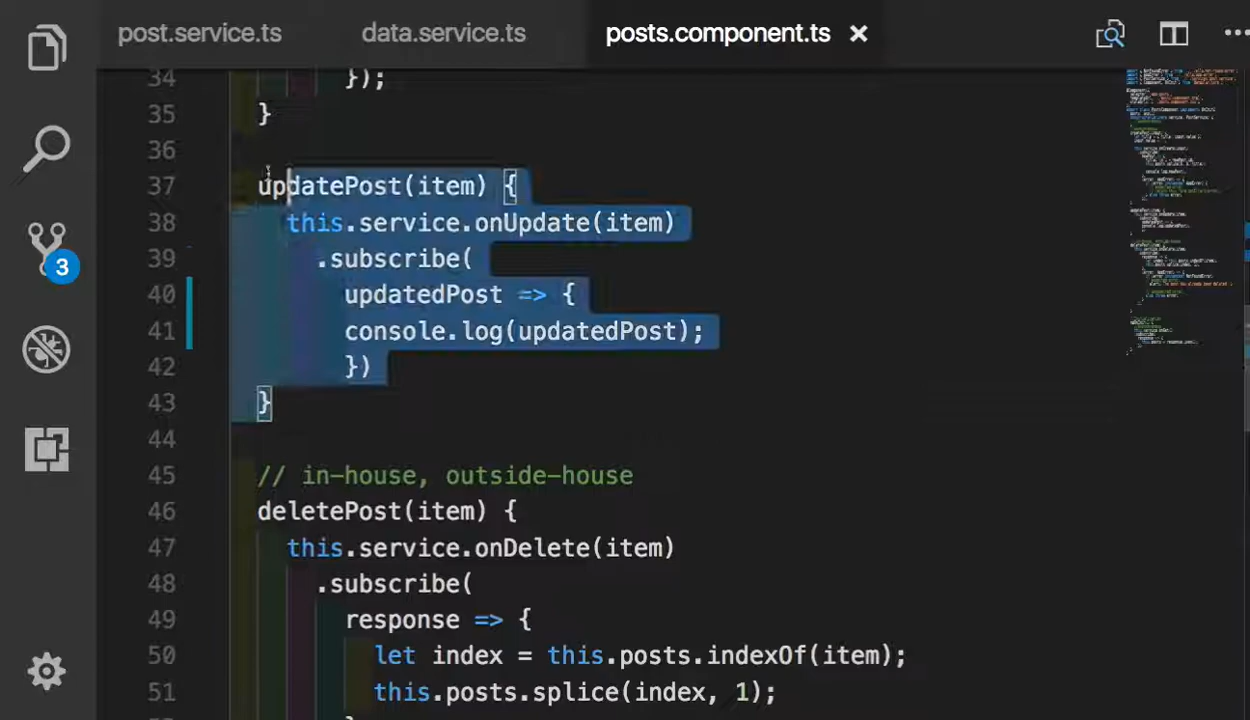 post.service.ts data.service.ts posts.component.ts
34 });
35 }
36
37 updatePost(item) {
38 this.service.onUpdate(item)
39 .subscribe(
40 updatedPost => {
41 console.log(updatedPost);
42 })
43 }
44
45 // in-house, outside-house
46 deletePost(item) {
47 this.service.onDelete(item)
48 .subscribe(
49 response => {
50 let index = this.posts.indexOf(item);
51 this.posts.splice(index, 1);
3